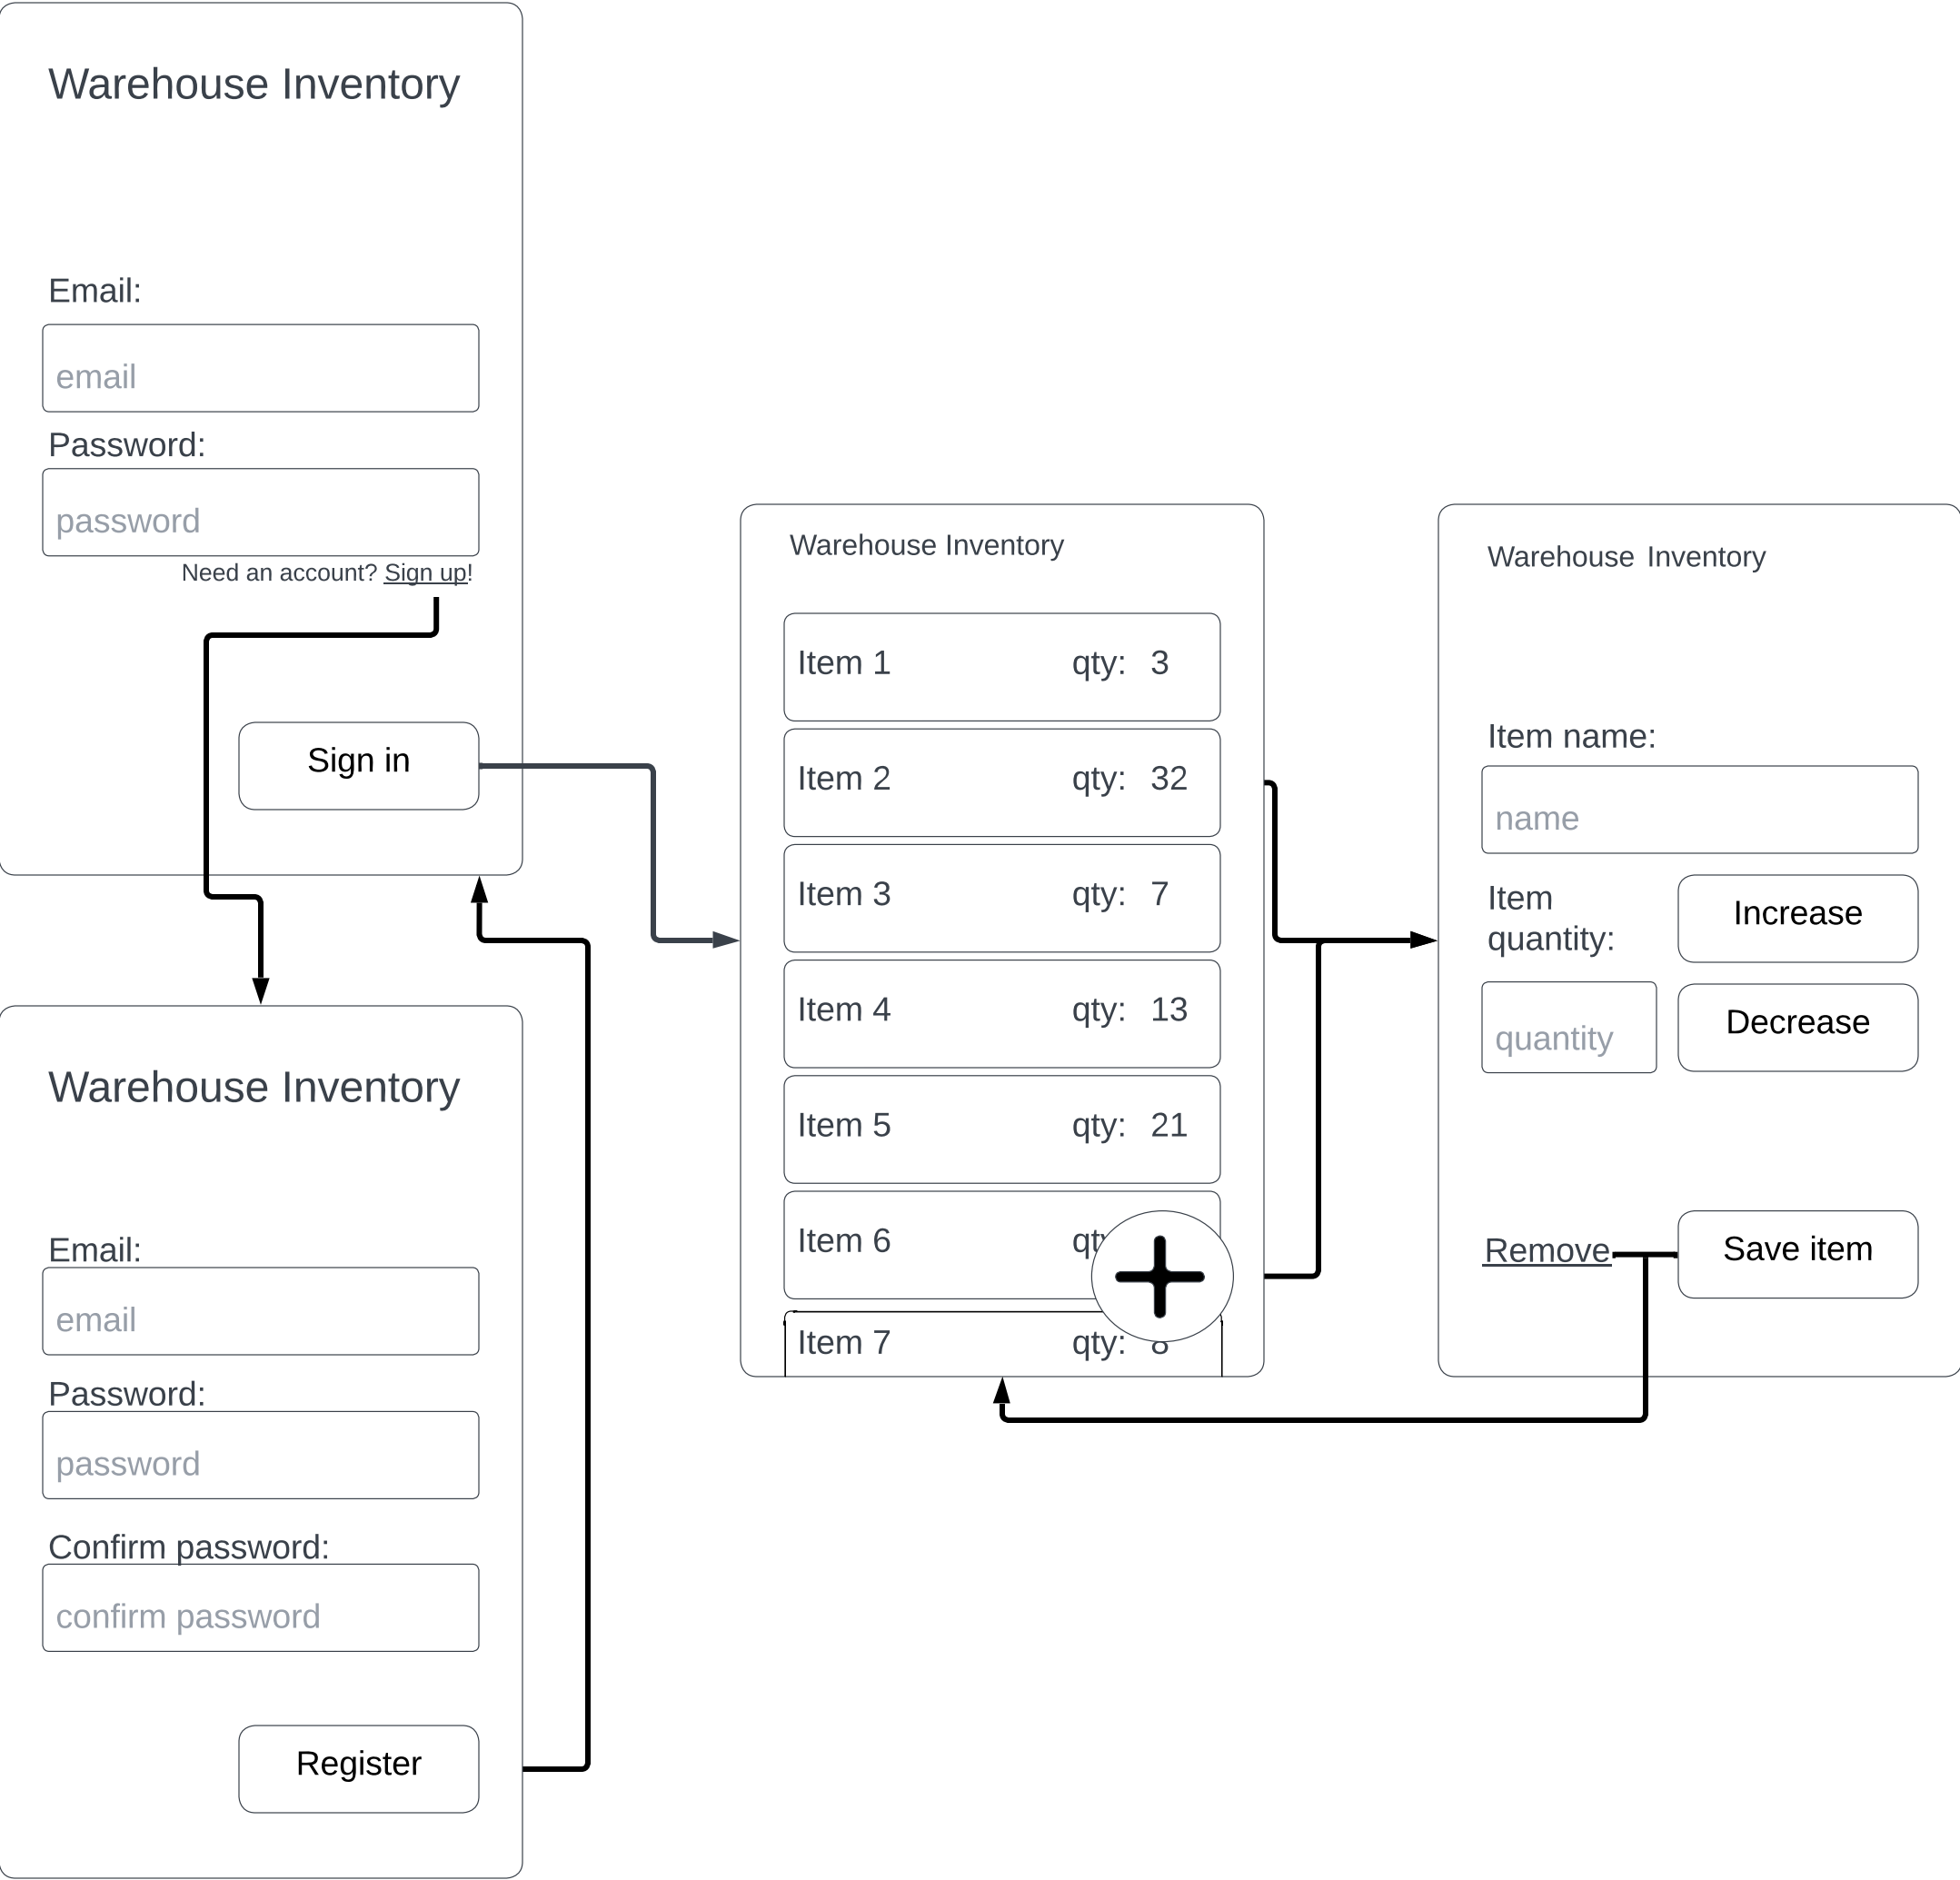 Warehouse Inventory
Email:
email
Password:
password
Need an account? Sign up!
Sign in
Warehouse Inventory
Email:
email
Password:
password
Confirm password:
confirm password
Register
Warehouse Inventory
Item 1 qty: 3
Item 2 qty: 32
Item 3 qty: 7
Item 4 qty: 13
Item 5 qty: 21
Item 6
Item 7 qty: 8
Warehouse Inventory
Item name:
name
Item
quantity:
Increase
quantity
Decrease
Remove
Save item